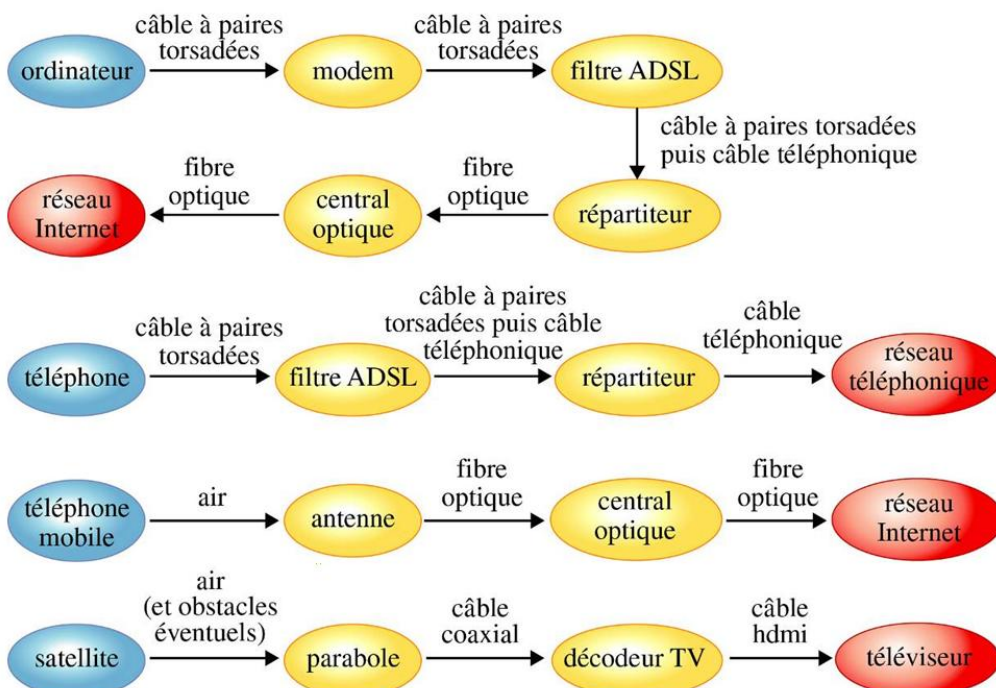 câble à paires
torsadées
câble à paires
torsadées
ordinateur
modem
filtre ADSL
câble à paires torsadées
puis câble téléphonique
fibre
optique
fibre
optique
réseau
Internet
central
optique
répartiteur
câble à paires
torsadées
câble à paires
torsadées puis câble
téléphonique
câble
téléphonique
téléphone
filtre ADSL
répartiteur
réseau
téléphonique
air
fibre
optique
fibre
optique
téléphone
mobile
antenne
central
optique
réseau
Internet
air
(et obstacles
éventuels)
câble
coaxial
câble
hdmi
satellite
parabole
décodeur TV
téléviseur